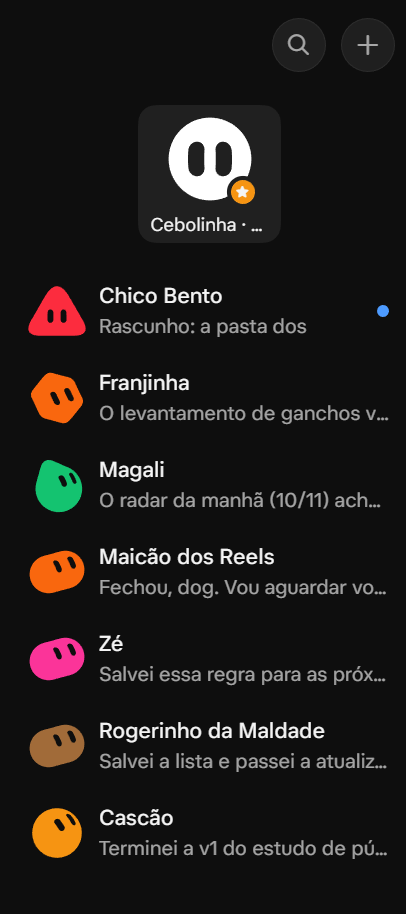 Cebolinha · ...
Chico Bento
Rascunho: a pasta dos
Franjinha
O levantamento de ganchos v...
Magali
O radar da manhã (10/11) ach...
Maicão dos Reels
Fechou, dog. Vou aguardar vo...
Zé
Salvei essa regra para as próx...
Rogerinho da Maldade
Salvei a lista e passei a atualiz...
Cascão
Terminei a v1 do estudo de pú...